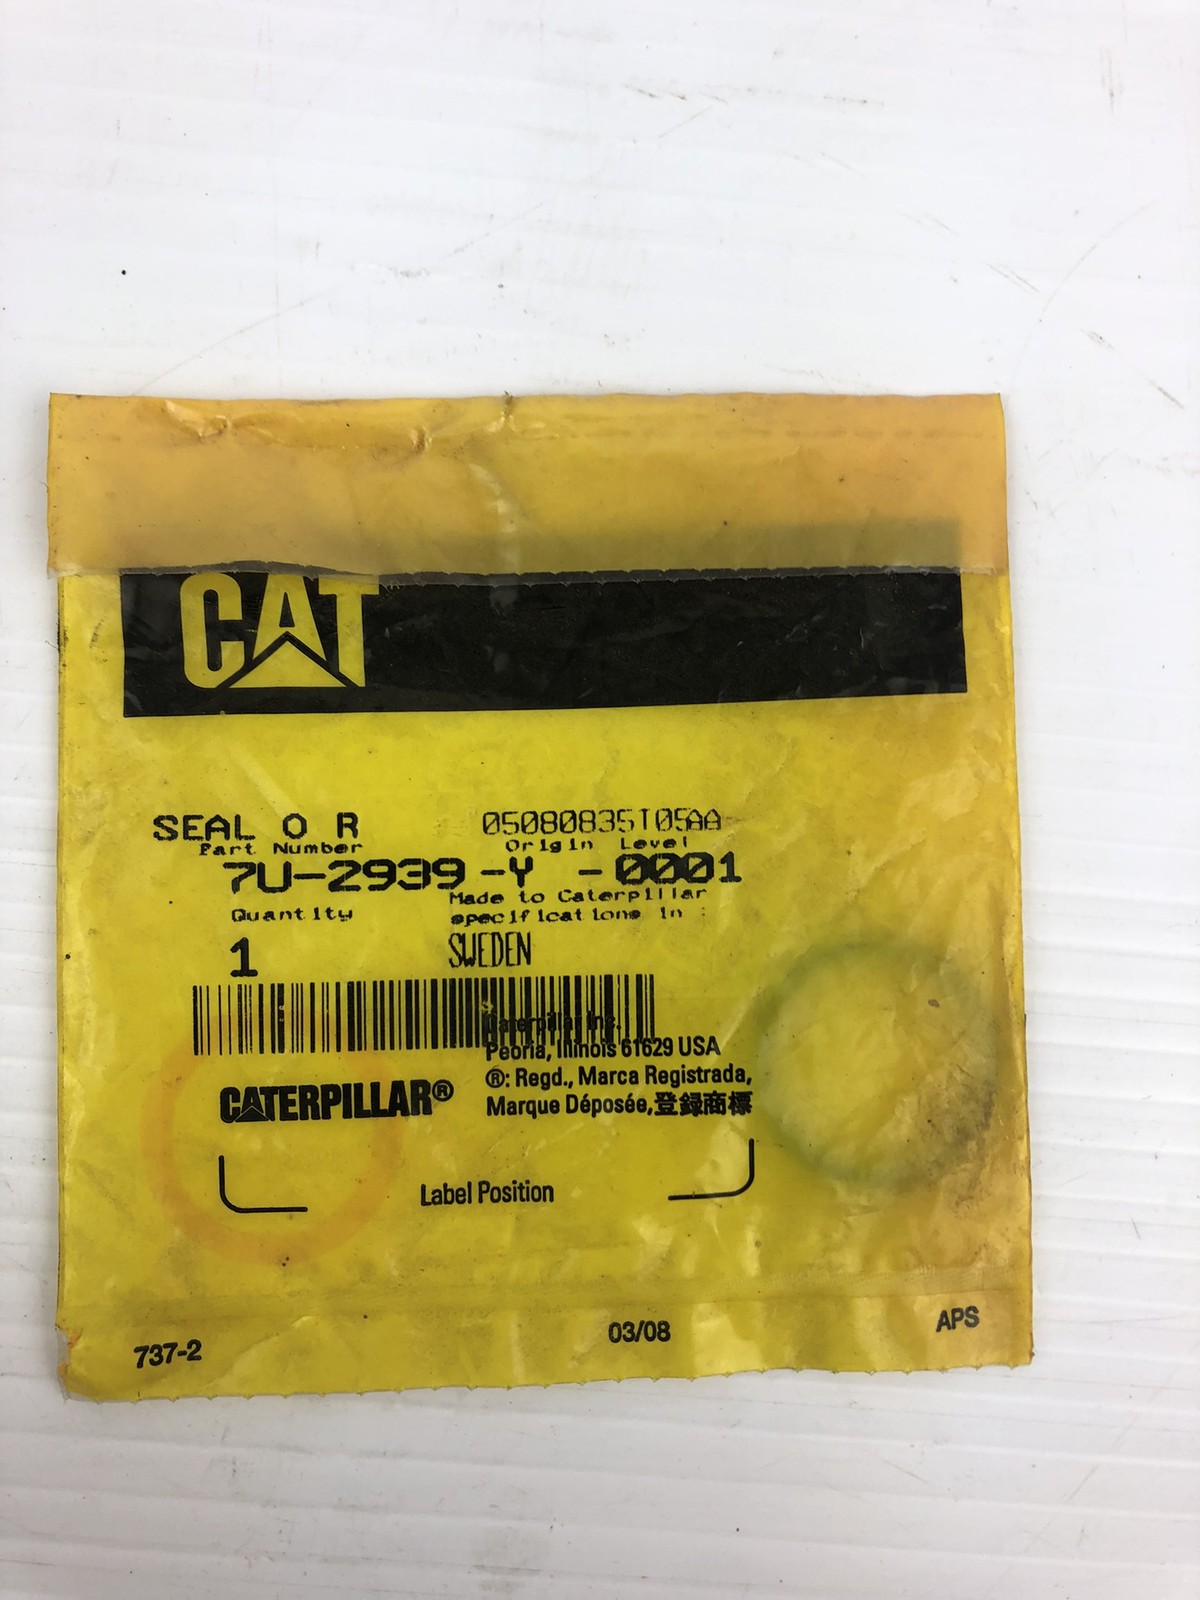 CAT
SEAL O R 05080835T05AA
Part Number Origin Level
7U-2939 -Y -0001
Quantity Made to Caterpillar
specifications in :
1 SWEDEN
Caterpillar Inc.
Peoria, Illinois 61629 USA
®: Regd., Marca Registrada,
CATERPILLAR® Marque Déposée,登録商標
Label Position
737-2 03/08 APS